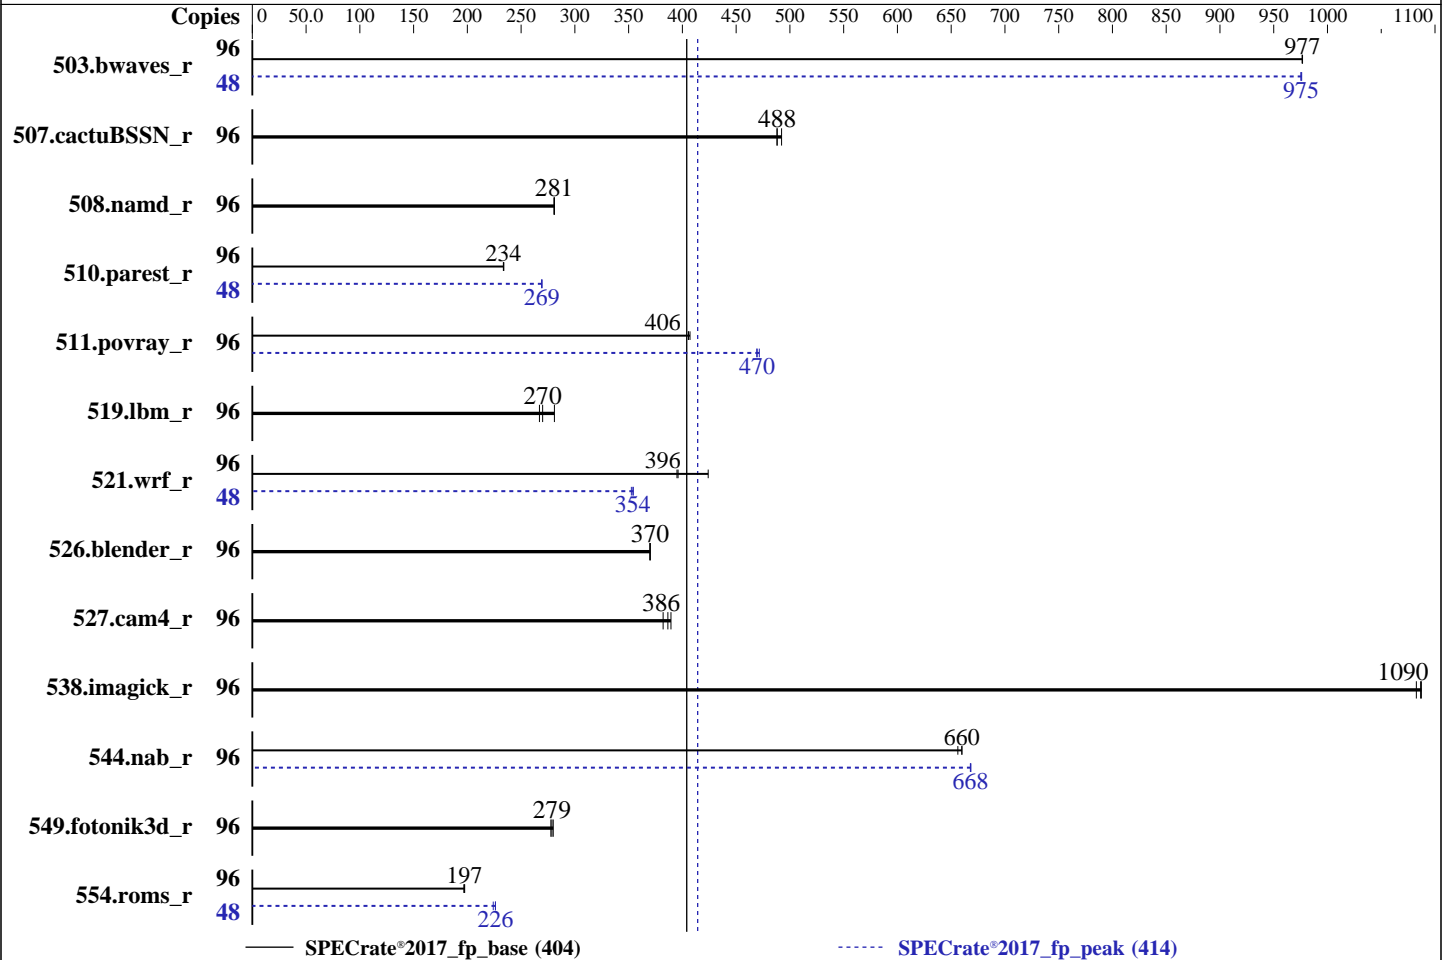 Copies 0 50.0 100 150 200 250 300 350 400 450 500 550 600 650 700 750 800 850 900 950 1000 1100
503.bwaves_r 96 977
48 975
507.cactuBSSN_r 96 488
508.namd_r 96 281
510.parest_r 96 234
48 269
511.povray_r 96 406
470
519.lbm_r 96 270
521.wrf_r 96 396
48 354
526.blender_r 96 370
527.cam4_r 96 386
538.imagick_r 96 1090
544.nab_r 96 660
668
549.fotonik3d_r 96 279
554.roms_r 96 197
48 226
SPECrate®2017_fp_base (404) SPECrate®2017_fp_peak (414)